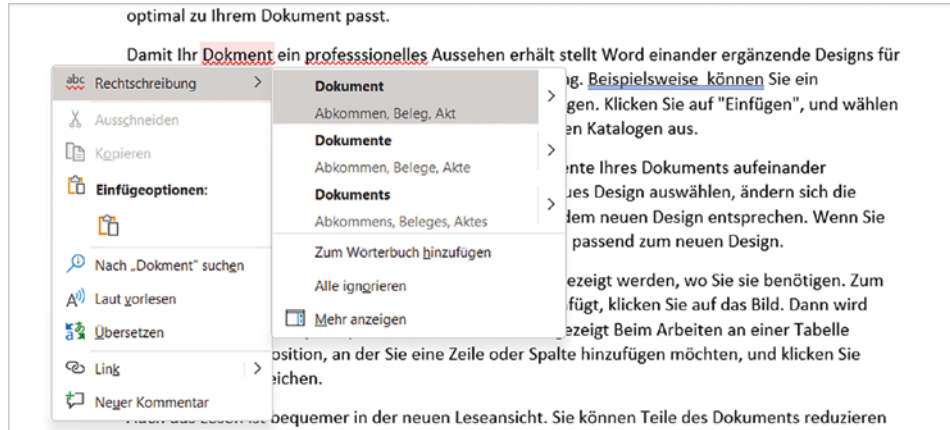 optimal zu Ihrem Dokument passt.
Damit Ihr Dokment ein professsionelles Aussehen erhält stellt Word einander ergänzende Designs für
ng. Beispielsweise  können Sie ein
gen. Klicken Sie auf "Einfügen", und wählen
en Katalogen aus.
ente Ihres Dokuments aufeinander
ues Design auswählen, ändern sich die
dem neuen Design entsprechen. Wenn Sie
passend zum neuen Design.
ezeigt werden, wo Sie sie benötigen. Zum
fügt, klicken Sie auf das Bild. Dann wird
gezeigt Beim Arbeiten an einer Tabelle
osition, an der Sie eine Zeile oder Spalte hinzufügen möchten, und klicken Sie
eichen.
bequemer in der neuen Leseansicht. Sie können Teile des Dokuments reduzieren
abc Rechtschreibung
Ausschneiden
Kopieren
Einfügeoptionen:
Nach „Dokment" suchen
Laut vorlesen
Übersetzen
Link
Neuer Kommentar
Dokument
Abkommen, Beleg, Akt
Dokumente
Abkommen, Belege, Akte
Dokuments
Abkommens, Beleges, Aktes
Zum Wörterbuch hinzufügen
Alle ignorieren
Mehr anzeigen